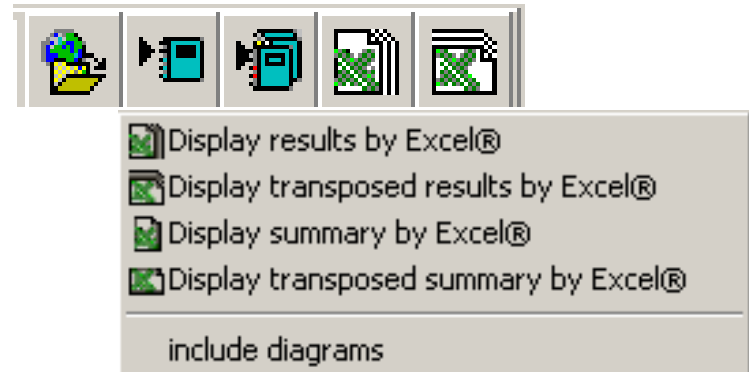 Display results by Excel®
Display transposed results by Excel®
Display summary by Excel®
Display transposed summary by Excel®
include diagrams